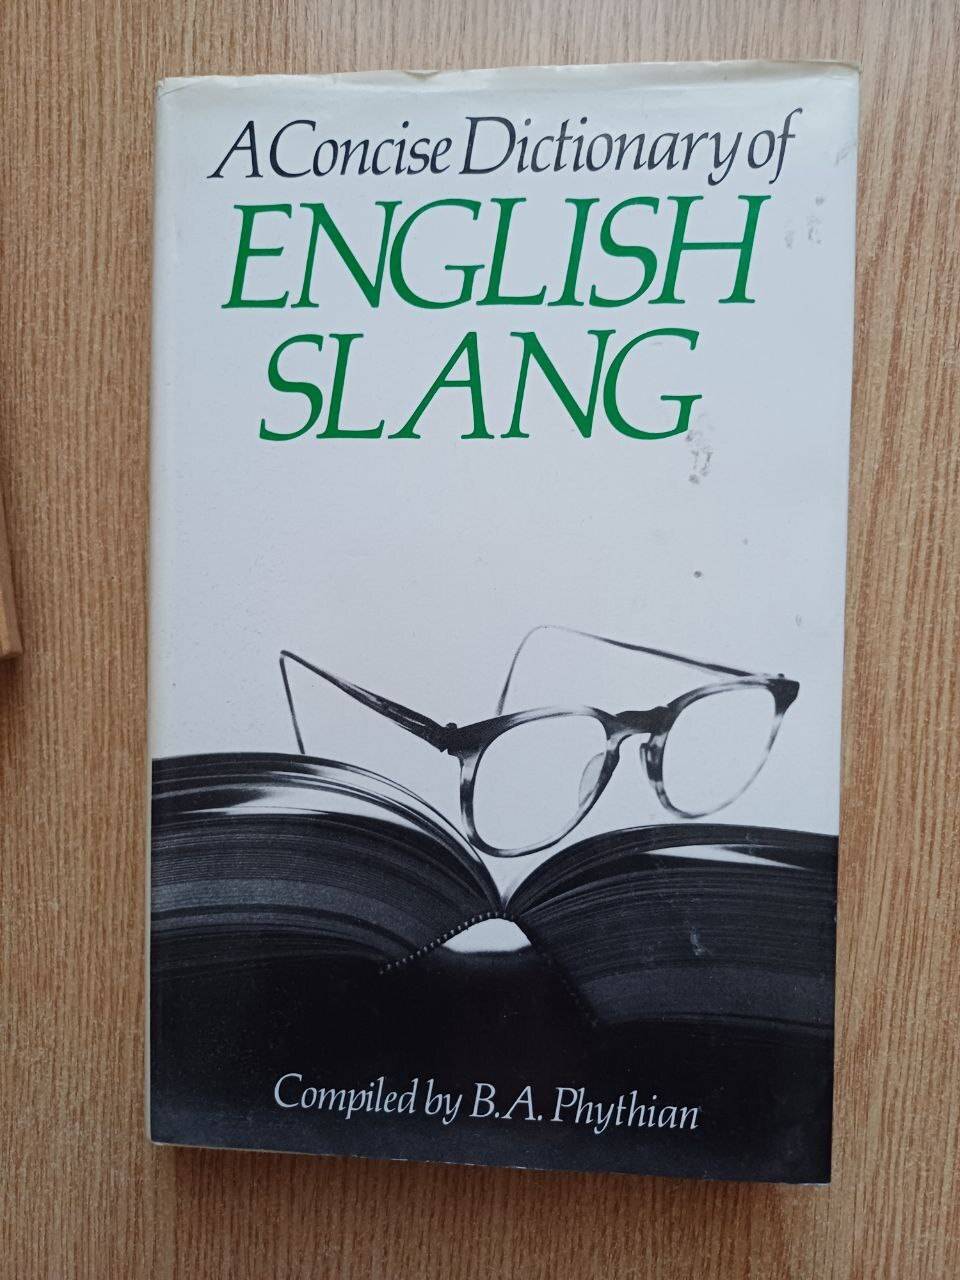 A Concise Dictionary of
ENGLISH
SLANG
Compiled by B.A. Phythian